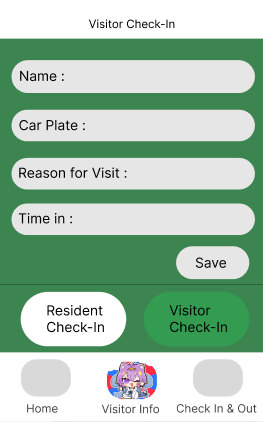 Visitor Check-In
Name :
Car Plate :
Reason for Visit :
Time in :
Save
Resident
Check-In
Visitor
Check-In
Home
Visitor Info
Check In & Out